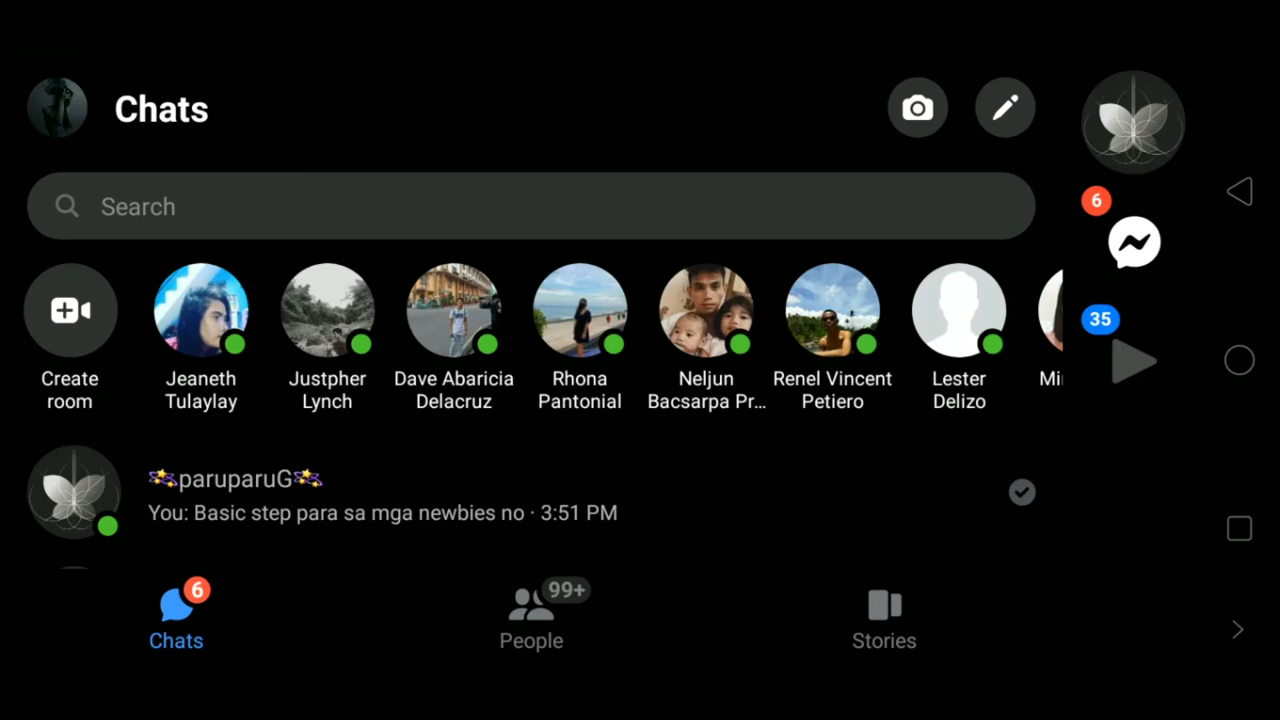 Chats
6
Search
35
Create room
Jeaneth Tulaylay
Justpher Lynch
Dave Abaricia Delacruz
Rhona Pantonial
Neljun Bacsarpa Pr...
Renel Vincent Petiero
Lester Delizo
💫paruparuG💫
You: Basic step para sa mga newbies no · 3:51 PM
6
99+
Chats
People
Stories